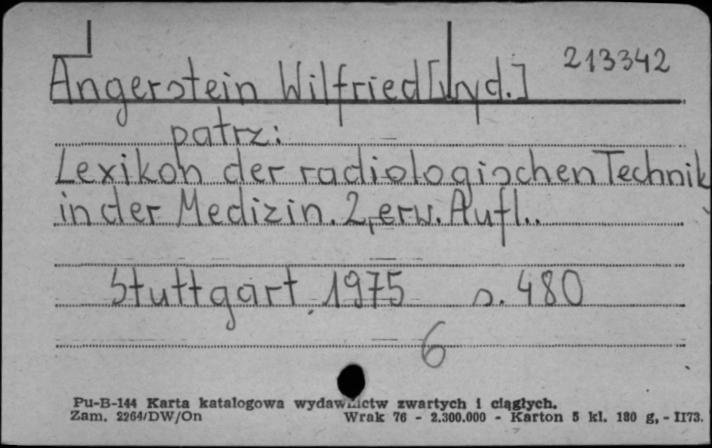 Angerstein Wilfried [wyd.] 213342
patrz:
Lexikon der radiologischen Technik
in der Medizin. 2, erw. Aufl..
Stuttgart, 1975 s. 480
6
Pu-B-144 Karta katalogowa wydawnictw zwartych i ciągłych.
Zam. 2264/DW/On Wrak 76 - 2.300.000 - Karton 5 kl. 180 g. - II73.